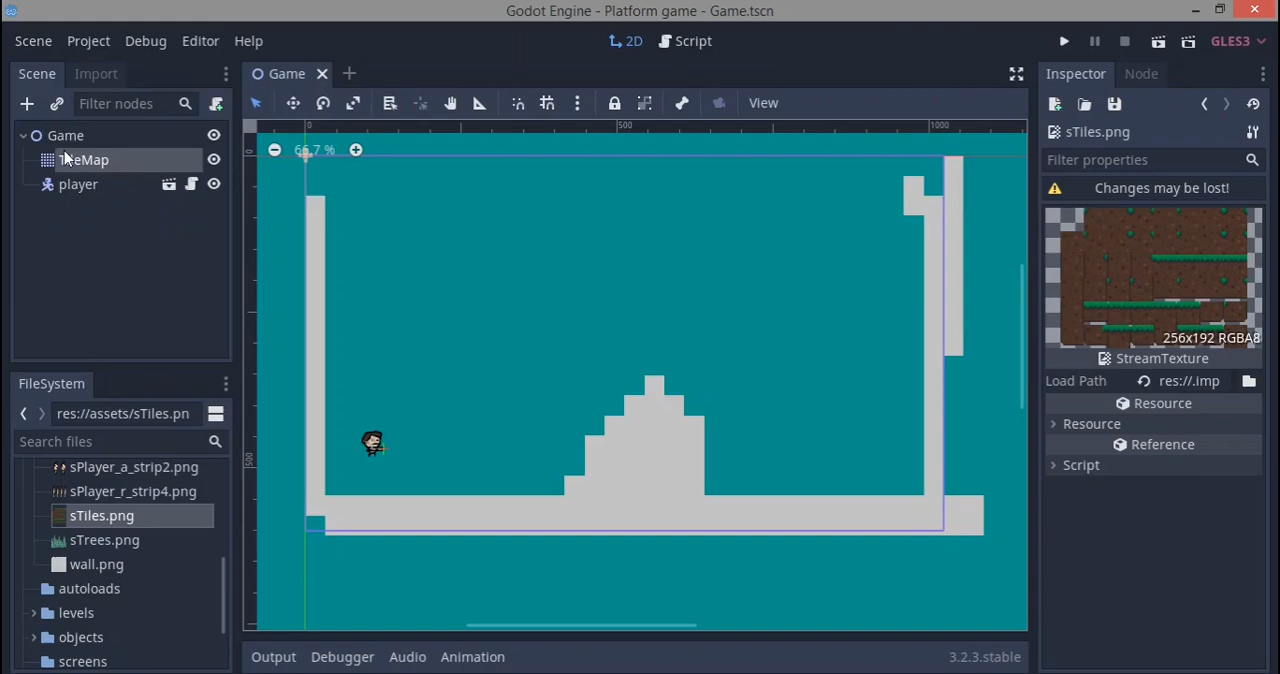 Godot Engine - Platform game - Game.tscn
Scene Project Debug Editor Help
2D Script
GLES3
Scene Import
Filter nodes
Game
TileMap
player
Game
View
0 500 1000
0
500
66.7 %
FileSystem
res://assets/sTiles.pn
Search files
sPlayer_a_strip2.png
sPlayer_r_strip4.png
sTiles.png
sTrees.png
wall.png
autoloads
levels
objects
screens
Output Debugger Audio Animation 3.2.3.stable
Inspector Node
sTiles.png
Filter properties
Changes may be lost!
256x192 RGBA8
StreamTexture
Load Path res://.imp
Resource
Resource
Reference
Script